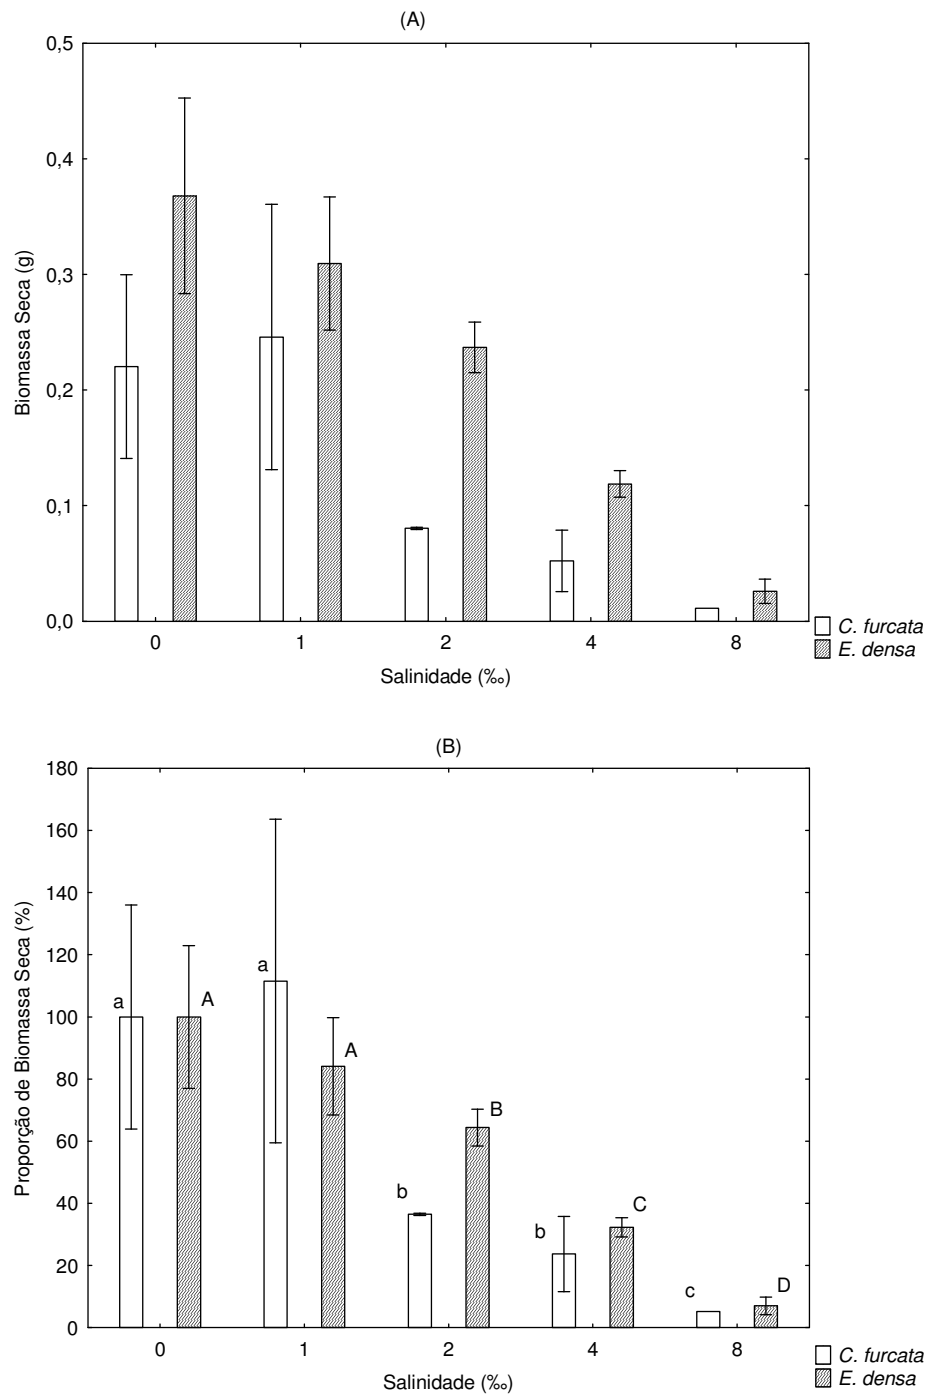 (A)
Biomassa Seca (g)
0,5
0,4
0,3
0,2
0,1
0,0
0 1 2 4 8
Salinidade (‰)
C. furcata
E. densa
(B)
Proporção de Biomassa Seca (%)
180
160
140
120
100
80
60
40
20
0
a A a A b B b C c D
0 1 2 4 8
Salinidade (‰)
C. furcata
E. densa